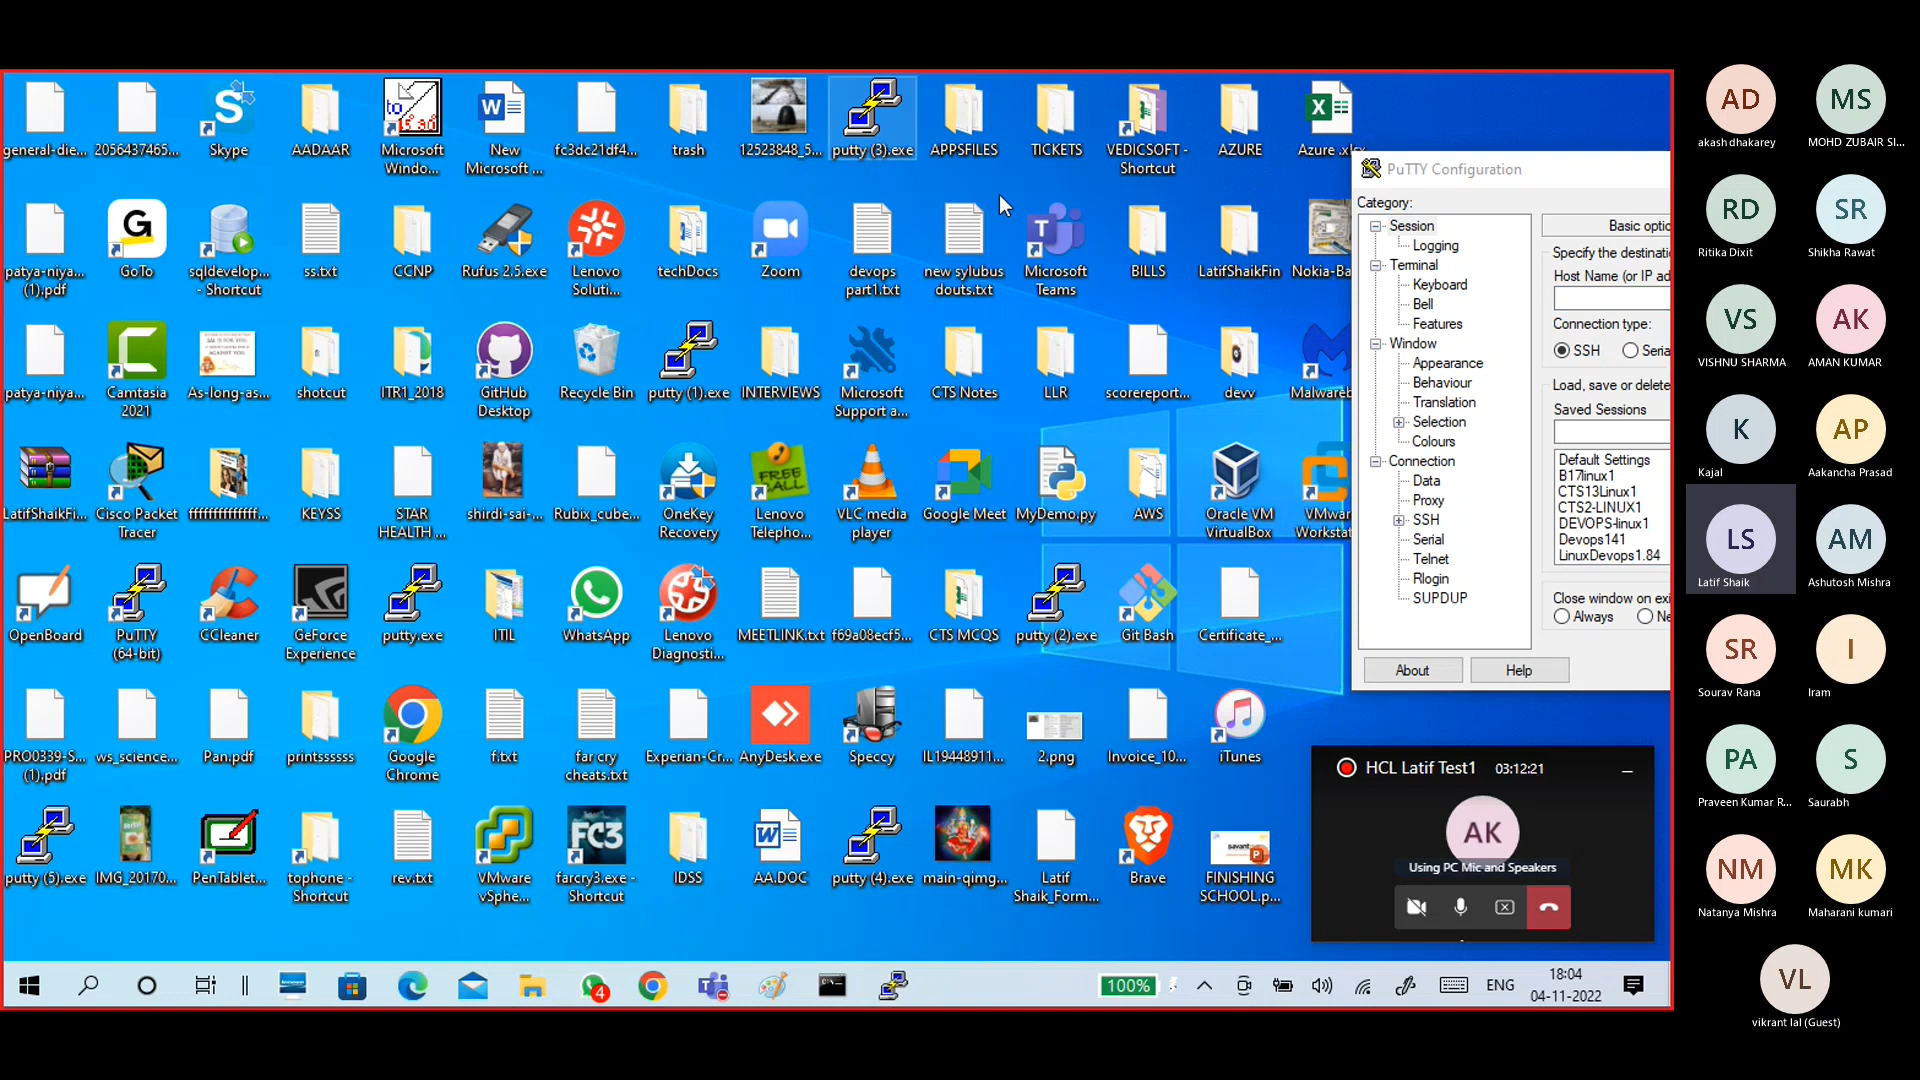 general-die...
2056437465...
Skype
AADAAR
Microsoft
Windo...
New
Microsoft ...
fc3dc21df4...
trash
12523848_5...
putty (3).exe
APPSFILES
TICKETS
VEDICSOFT -
Shortcut
AZURE
Azure .xlsx
patya-niya...
(1).pdf
GoTo
sqldevelop...
- Shortcut
ss.txt
CCNP
Rufus 2.5.exe
Lenovo
Soluti...
techDocs
Zoom
devops
part1.txt
new sylubus
douts.txt
Microsoft
Teams
BILLS
LatifShaikFin
Nokia-Ba
patya-niya...
Camtasia
2021
As-long-as...
shotcut
ITR1_2018
GitHub
Desktop
Recycle Bin
putty (1).exe
INTERVIEWS
Microsoft
Support a...
CTS Notes
LLR
scorereport...
devv
Malwareb
LatifShaikFi...
Cisco Packet
Tracer
ffffffffffffff...
KEYSS
STAR
HEALTH ...
shirdi-sai-...
Rubix_cube...
OneKey
Recovery
FREE
CALL
Lenovo
Telepho...
VLC media
player
Google Meet
MyDemo.py
AWS
Oracle VM
VirtualBox
VMwar
Workstat
OpenBoard
PuTTY
(64-bit)
CCleaner
GeForce
Experience
putty.exe
ITIL
WhatsApp
Lenovo
Diagnosti...
MEETLINK.txt
f69a08ecf5...
CTS MCQS
putty (2).exe
Git Bash
Certificate_...
PRO0339-S...
(1).pdf
ws_science...
Pan.pdf
printssssss
Google
Chrome
f.txt
far cry
cheats.txt
Experian-Cr...
AnyDesk.exe
Speccy
IL19448911...
2.png
Invoice_10...
iTunes
putty (5).exe
IMG_20170...
PenTablet...
tophone -
Shortcut
rev.txt
VMware
vSphe...
FC3
farcry3.exe -
Shortcut
IDSS
AA.DOC
putty (4).exe
main-qimg...
Latif
Shaik_Form...
Brave
FINISHING
SCHOOL.p...
PuTTY Configuration
Category:
Session
Logging
Terminal
Keyboard
Bell
Features
Window
Appearance
Behaviour
Translation
Selection
Colours
Connection
Data
Proxy
SSH
Serial
Telnet
Rlogin
SUPDUP
Basic optio
Specify the destinatio
Host Name (or IP ad
Connection type:
SSH
Seria
Load, save or delete
Saved Sessions
Default Settings
B17linux1
CTS13Linux1
CTS2-LINUX1
DEVOPS-linux1
Devops141
LinuxDevops1.84
Close window on exi
Always
Ne
About
Help
HCL Latif Test1
03:12:21
AK
Using PC Mic and Speakers
4
100%
ENG
18:04
04-11-2022
AD
akash dhakarey
MS
MOHD ZUBAIR SI...
RD
Ritika Dixit
SR
Shikha Rawat
VS
VISHNU SHARMA
AK
AMAN KUMAR
K
Kajal
AP
Aakancha Prasad
LS
Latif Shaik
AM
Ashutosh Mishra
SR
Sourav Rana
I
Iram
PA
Praveen Kumar R...
S
Saurabh
NM
Natanya Mishra
MK
Maharani kumari
VL
vikrant lal (Guest)